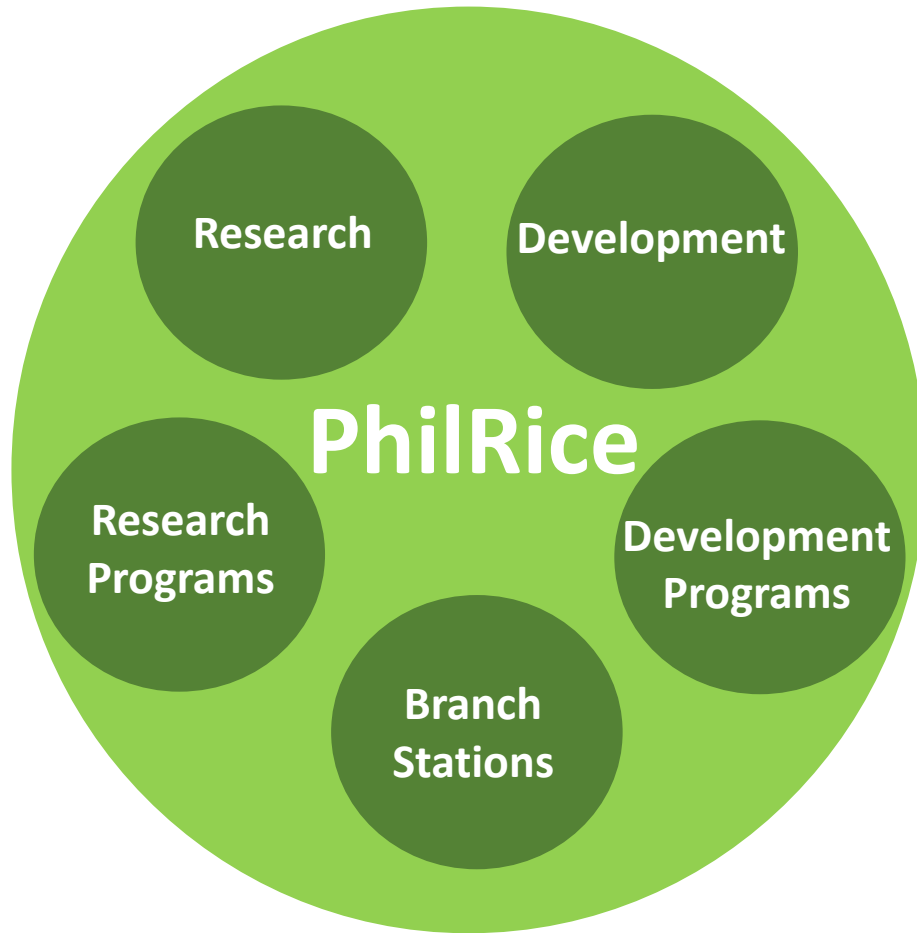 Research
Development
PhilRice
Research
Programs
Development
Programs
Branch
Stations